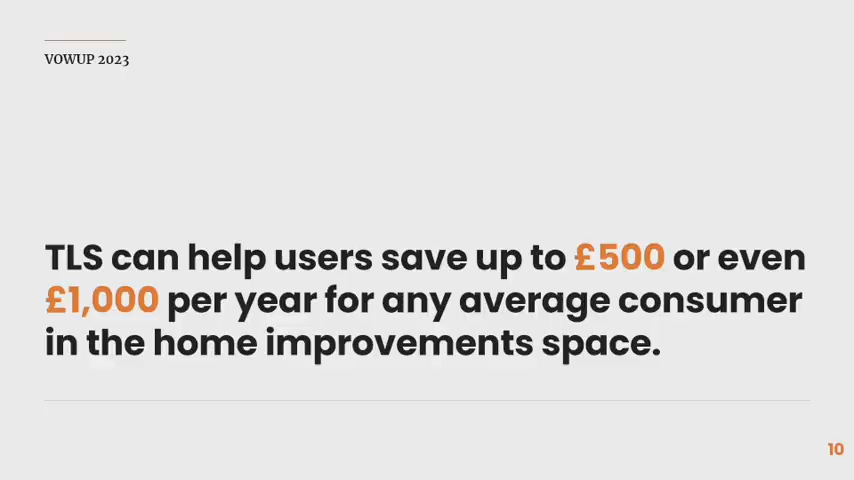 VOWUP 2023
TLS can help users save up to £500 or even
£1,000 per year for any average consumer
in the home improvements space.
10